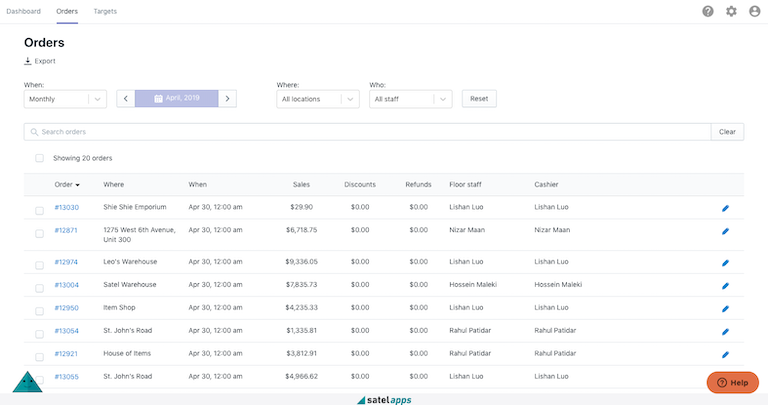 Dashboard Orders Targets
Orders
Export
When: Where: Who:
Monthly April, 2019 All locations All staff Reset
Search orders Clear
Showing 20 orders
Order Where When Sales Discounts Refunds Floor staff Cashier
#13030 Shie Shie Emporium Apr 30, 12:00 am $29.90 $0.00 $0.00 Lishan Luo Lishan Luo
#12871 1275 West 6th Avenue, Apr 30, 12:00 am $6,718.75 $0.00 $0.00 Nizar Maan Nizar Maan
Unit 300
#12974 Leo's Warehouse Apr 30, 12:00 am $9,336.05 $0.00 $0.00 Lishan Luo Lishan Luo
#13004 Satel Warehouse Apr 30, 12:00 am $7,835.73 $0.00 $0.00 Hossein Maleki Hossein Maleki
#12950 Item Shop Apr 30, 12:00 am $4,235.33 $0.00 $0.00 Lishan Luo Lishan Luo
#13054 St. John's Road Apr 30, 12:00 am $1,335.81 $0.00 $0.00 Rahul Patidar Rahul Patidar
#12921 House of Items Apr 30, 12:00 am $3,812.91 $0.00 $0.00 Rahul Patidar Rahul Patidar
#13055 St. John's Road Apr 30, 12:00 am $4,966.62 $0.00 $0.00 Lishan Luo Lishan Luo
Help
satelapps